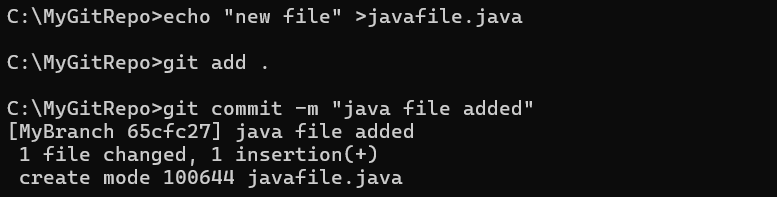 C:\MyGitRepo>echo "new file" >javafile.java
C:\MyGitRepo>git add .
C:\MyGitRepo>git commit -m "java file added"
[MyBranch 65cfc27] java file added
 1 file changed, 1 insertion(+)
 create mode 100644 javafile.java